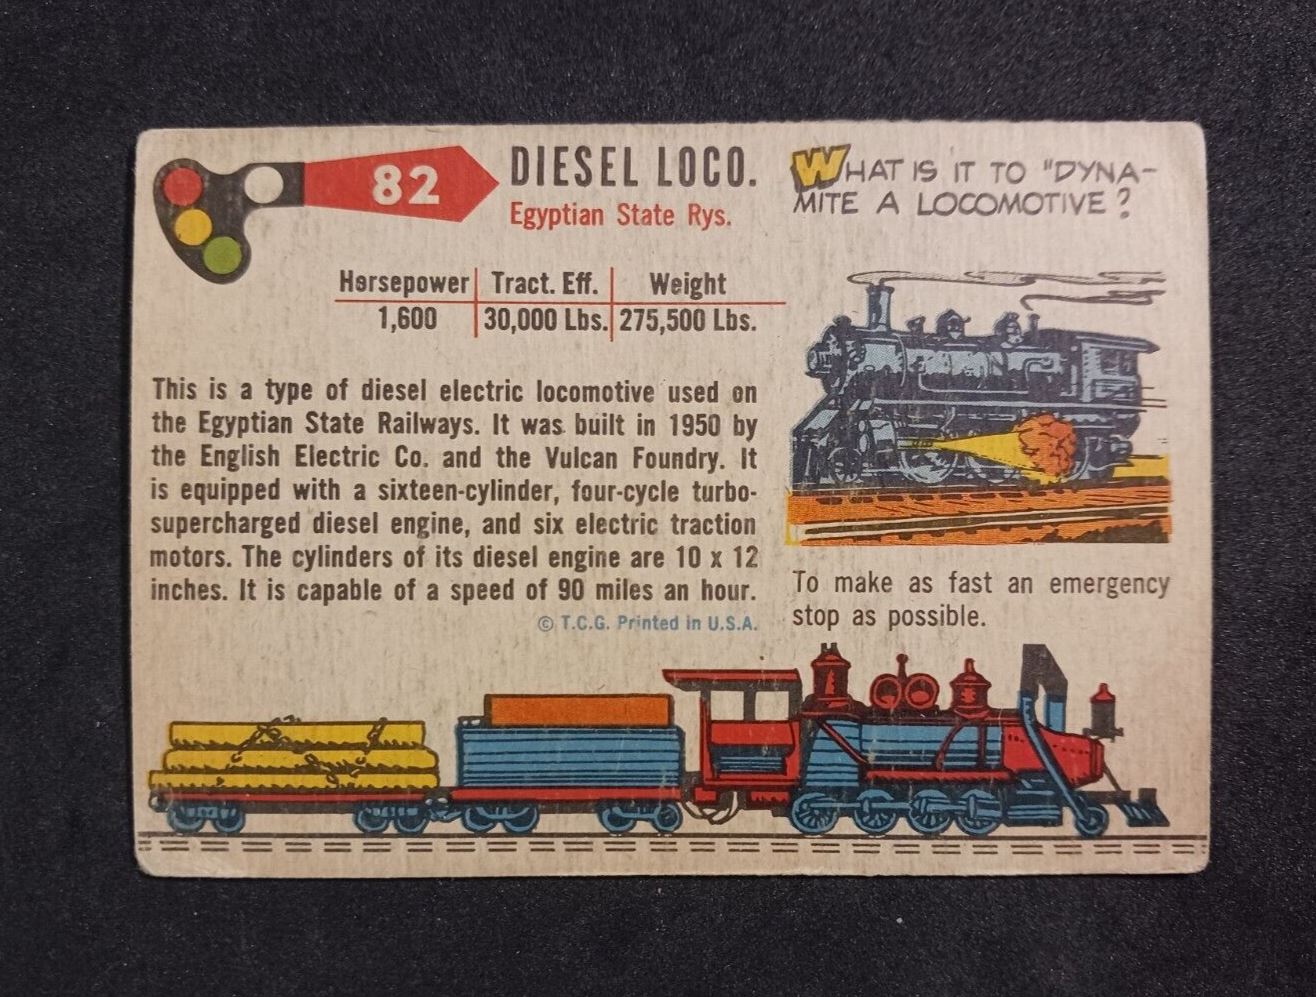 82
DIESEL LOCO.
Egyptian State Rys.
Horsepower Tract. Eff. Weight
1,600 30,000 Lbs. 275,500 Lbs.
This is a type of diesel electric locomotive used on
the Egyptian State Railways. It was built in 1950 by
the English Electric Co. and the Vulcan Foundry. It
is equipped with a sixteen-cylinder, four-cycle turbo-
supercharged diesel engine, and six electric traction
motors. The cylinders of its diesel engine are 10 x 12
inches. It is capable of a speed of 90 miles an hour.
© T.C.G. Printed in U.S.A.
WHAT IS IT TO "DYNA-
MITE A LOCOMOTIVE?
To make as fast an emergency
stop as possible.